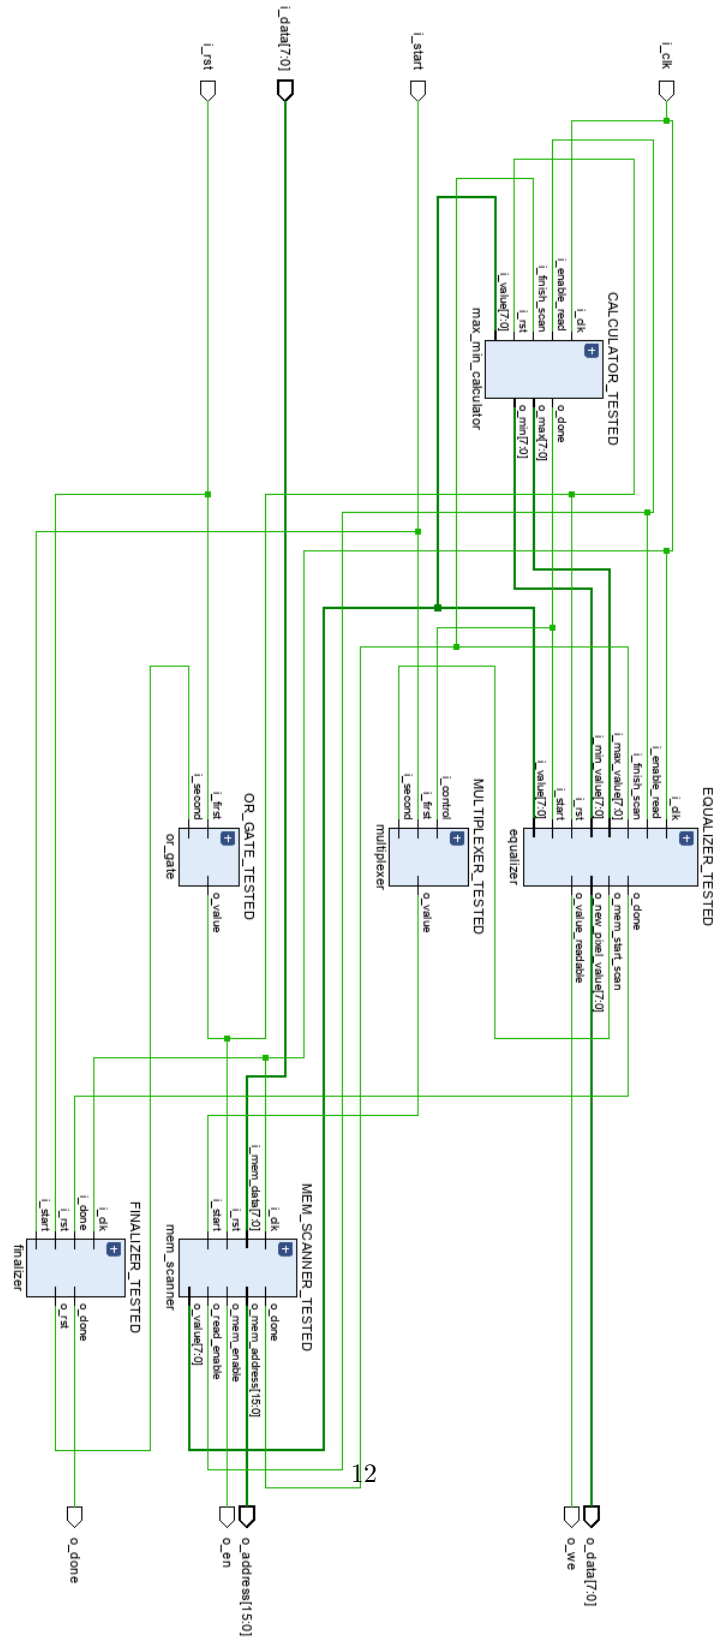 i_clk
i_start
i_data[7:0]
i_rst
CALCULATOR_TESTED
i_clk
i_enable_read
i_finish_scan
i_rst
i_value[7:0]
o_done
o_max[7:0]
o_min[7:0]
max_min_calculator
EQUALIZER_TESTED
i_clk
i_enable_read
i_finish_scan
i_max_value[7:0]
i_min_value[7:0]
i_rst
i_start
i_value[7:0]
o_done
o_mem_start_scan
o_new_pixel_value[7:0]
o_value_readable
equalizer
MULTIPLEXER_TESTED
i_control
i_first
i_second
o_value
multiplexer
OR_GATE_TESTED
i_first
i_second
o_value
or_gate
MEM_SCANNER_TESTED
i_clk
i_mem_data[7:0]
i_rst
i_start
o_done
o_mem_address[15:0]
o_mem_enable
o_read_enable
o_value[7:0]
mem_scanner
FINALIZER_TESTED
i_clk
i_done
i_rst
i_start
o_done
o_rst
finalizer
o_data[7:0]
o_we
o_address[15:0]
o_en
o_done
12